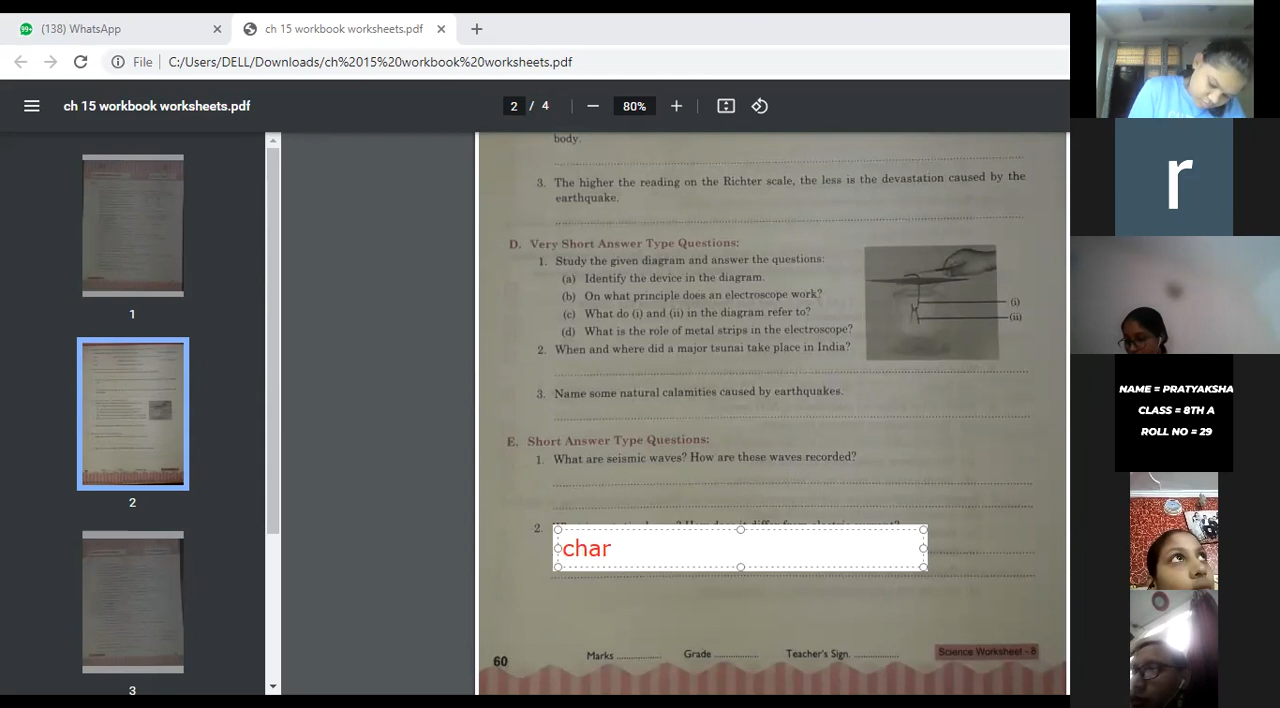 (138) WhatsApp
ch 15 workbook worksheets.pdf
File
C:/Users/DELL/Downloads/ch%2015%20workbook%20worksheets.pdf
ch 15 workbook worksheets.pdf
2 / 4
80%
1
2
3
body.
3. The higher the reading on the Richter scale, the less is the devastation caused by the
earthquake.
D. Very Short Answer Type Questions:
1. Study the given diagram and answer the questions:
(a) Identify the device in the diagram.
(b) On what principle does an electroscope work?
(c) What do (i) and (ii) in the diagram refer to?
(d) What is the role of metal strips in the electroscope?
(i)
(ii)
2. When and where did a major tsunai take place in India?
3. Name some natural calamities caused by earthquakes.
E. Short Answer Type Questions:
1. What are seismic waves? How are these waves recorded?
2.
char
Marks
Grade
Teacher's Sign.
Science Worksheet - 8
60
r
NAME = PRATYAKSHA
CLASS = 8TH A
ROLL NO = 29